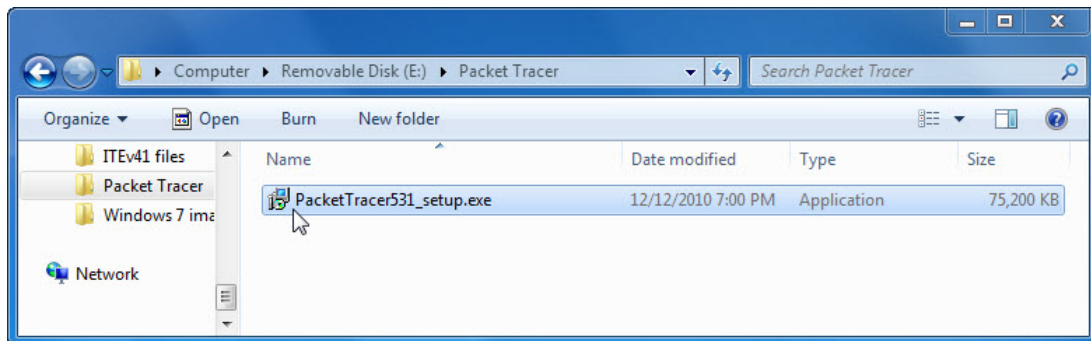 Computer Removable Disk (E:) Packet Tracer Search Packet Tracer
Organize Open Burn New folder
ITEv41 files
Packet Tracer
Windows 7 ima
Network
Name Date modified Type Size
PacketTracer531_setup.exe 12/12/2010 7:00 PM Application 75,200 KB